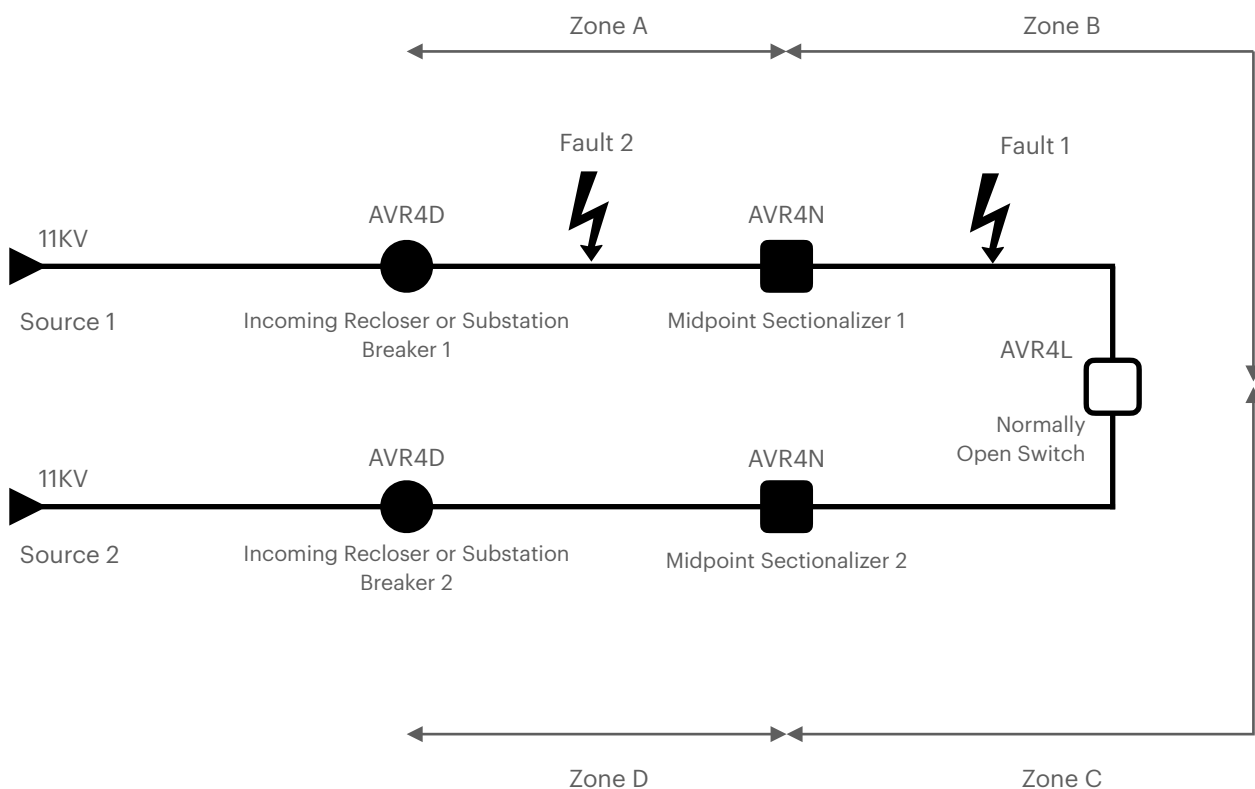 Zone A
Zone B
Fault 2
Fault 1
AVR4D
AVR4N
11KV
Source 1
Incoming Recloser or Substation
Breaker 1
Midpoint Sectionalizer 1
AVR4L
Normally
Open Switch
AVR4D
AVR4N
11KV
Source 2
Incoming Recloser or Substation
Breaker 2
Midpoint Sectionalizer 2
Zone D
Zone C